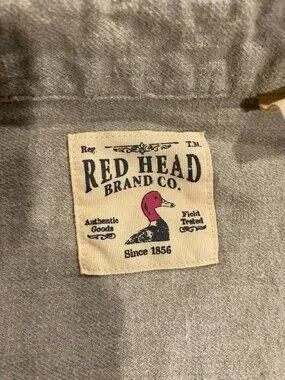 Reg. T.M.
RED HEAD
BRAND CO.
Authentic Field
Goods Tested
Since 1856